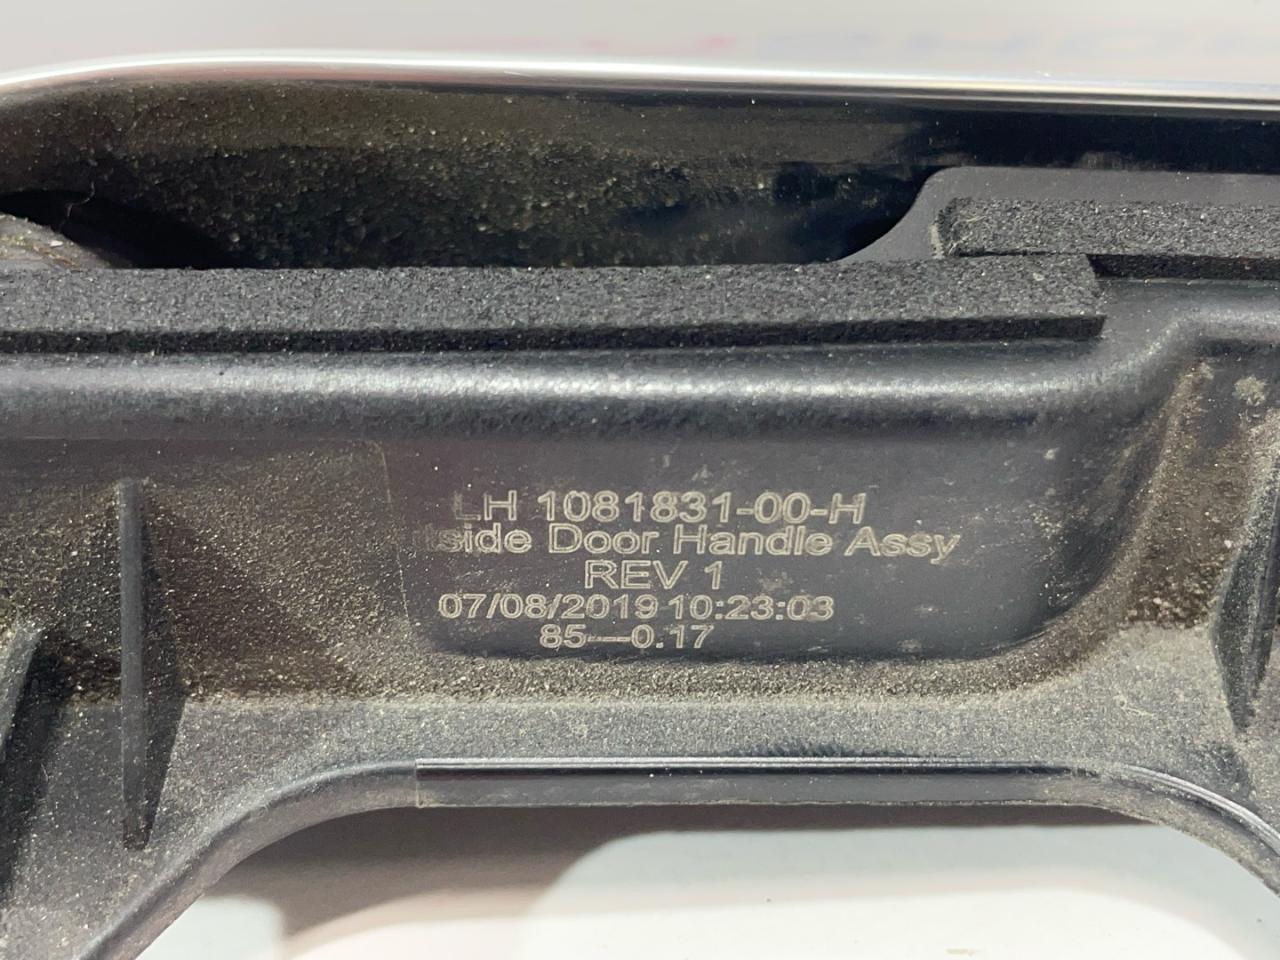 LH 1081831-00-H
tside Door Handle Assy
REV 1
07/08/2019 10:23:03
85---0.17